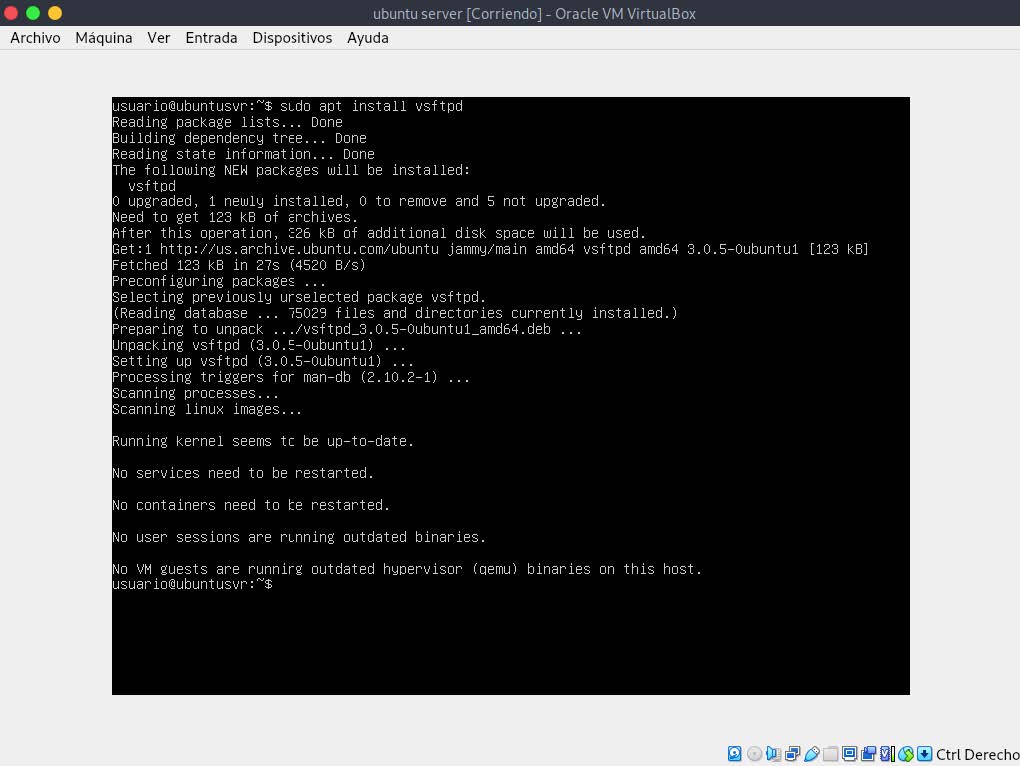 ubuntu server [Corriendo] - Oracle VM VirtualBox
Archivo Máquina Ver Entrada Dispositivos Ayuda
usuario@ubuntusvr:~$ sudo apt install vsftpd
Reading package lists... Done
Building dependency tree... Done
Reading state information... Done
The following NEW packages will be installed:
  vsftpd
0 upgraded, 1 newly installed, 0 to remove and 5 not upgraded.
Need to get 123 kB of archives.
After this operation, 326 kB of additional disk space will be used.
Get:1 http://us.archive.ubuntu.com/ubuntu jammy/main amd64 vsftpd amd64 3.0.5-0ubuntu1 [123 kB]
Fetched 123 kB in 27s (4520 B/s)
Preconfiguring packages ...
Selecting previously unselected package vsftpd.
(Reading database ... 75029 files and directories currently installed.)
Preparing to unpack .../vsftpd_3.0.5-0ubuntu1_amd64.deb ...
Unpacking vsftpd (3.0.5-0ubuntu1) ...
Setting up vsftpd (3.0.5-0ubuntu1) ...
Processing triggers for man-db (2.10.2-1) ...
Scanning processes...
Scanning linux images...
Running kernel seems to be up-to-date.
No services need to be restarted.
No containers need to be restarted.
No user sessions are running outdated binaries.
No VM guests are running outdated hypervisor (qemu) binaries on this host.
usuario@ubuntusvr:~$
Ctrl Derecho